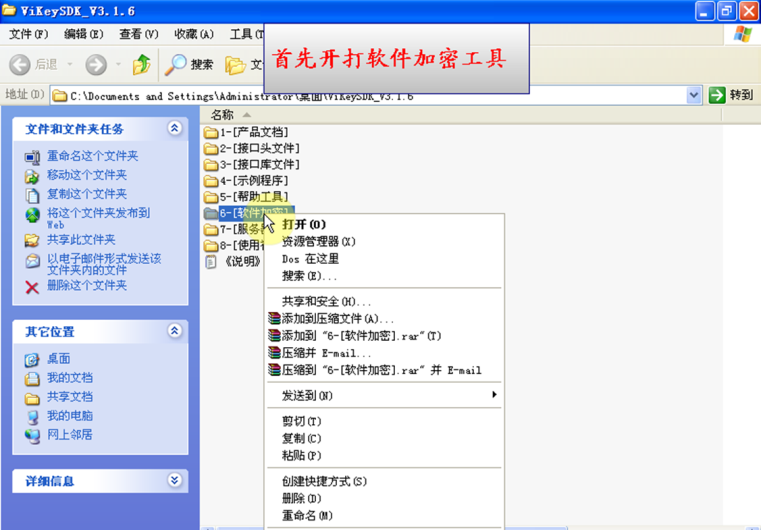 ViKeySDK_V3.1.6
文件(F) 编辑(E) 查看(V) 收藏(A) 工具(T)
首先开打软件加密工具
后退 搜索
地址(D) C:\Documents and Settings\Administrator\桌面\ViKeySDK_V3.1.6 转到
文件和文件夹任务
重命名这个文件夹
移动这个文件夹
复制这个文件夹
将这个文件夹发布到
Web
共享此文件夹
以电子邮件形式发送该
文件夹内的文件
删除这个文件夹
其它位置
桌面
我的文档
共享文档
我的电脑
网上邻居
详细信息
名称
1-[产品文档]
2-[接口头文件]
3-[接口库文件]
4-[示例程序]
5-[帮助工具]
6-[软件加密]
7-[服务
8-[使用
《说明》
打开(O)
资源管理器(X)
Dos 在这里
搜索(E)...
共享和安全(H)...
添加到压缩文件(A)...
添加到 "6-[软件加密].rar"(T)
压缩并 E-mail...
压缩到 "6-[软件加密].rar" 并 E-mail
发送到(N)
剪切(T)
复制(C)
粘贴(P)
创建快捷方式(S)
删除(D)
重命名(M)